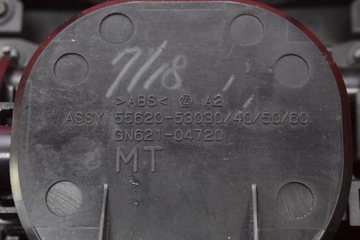 7/18
>ABS< A2
ASSY 55620-53030/40/50/60
GN621-04720
MT